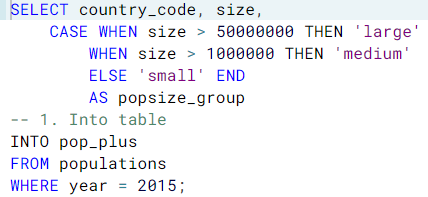 SELECT country_code, size,
    CASE WHEN size > 50000000 THEN 'large'
        WHEN size > 1000000 THEN 'medium'
        ELSE 'small' END
        AS popsize_group
-- 1. Into table
INTO pop_plus
FROM populations
WHERE year = 2015;